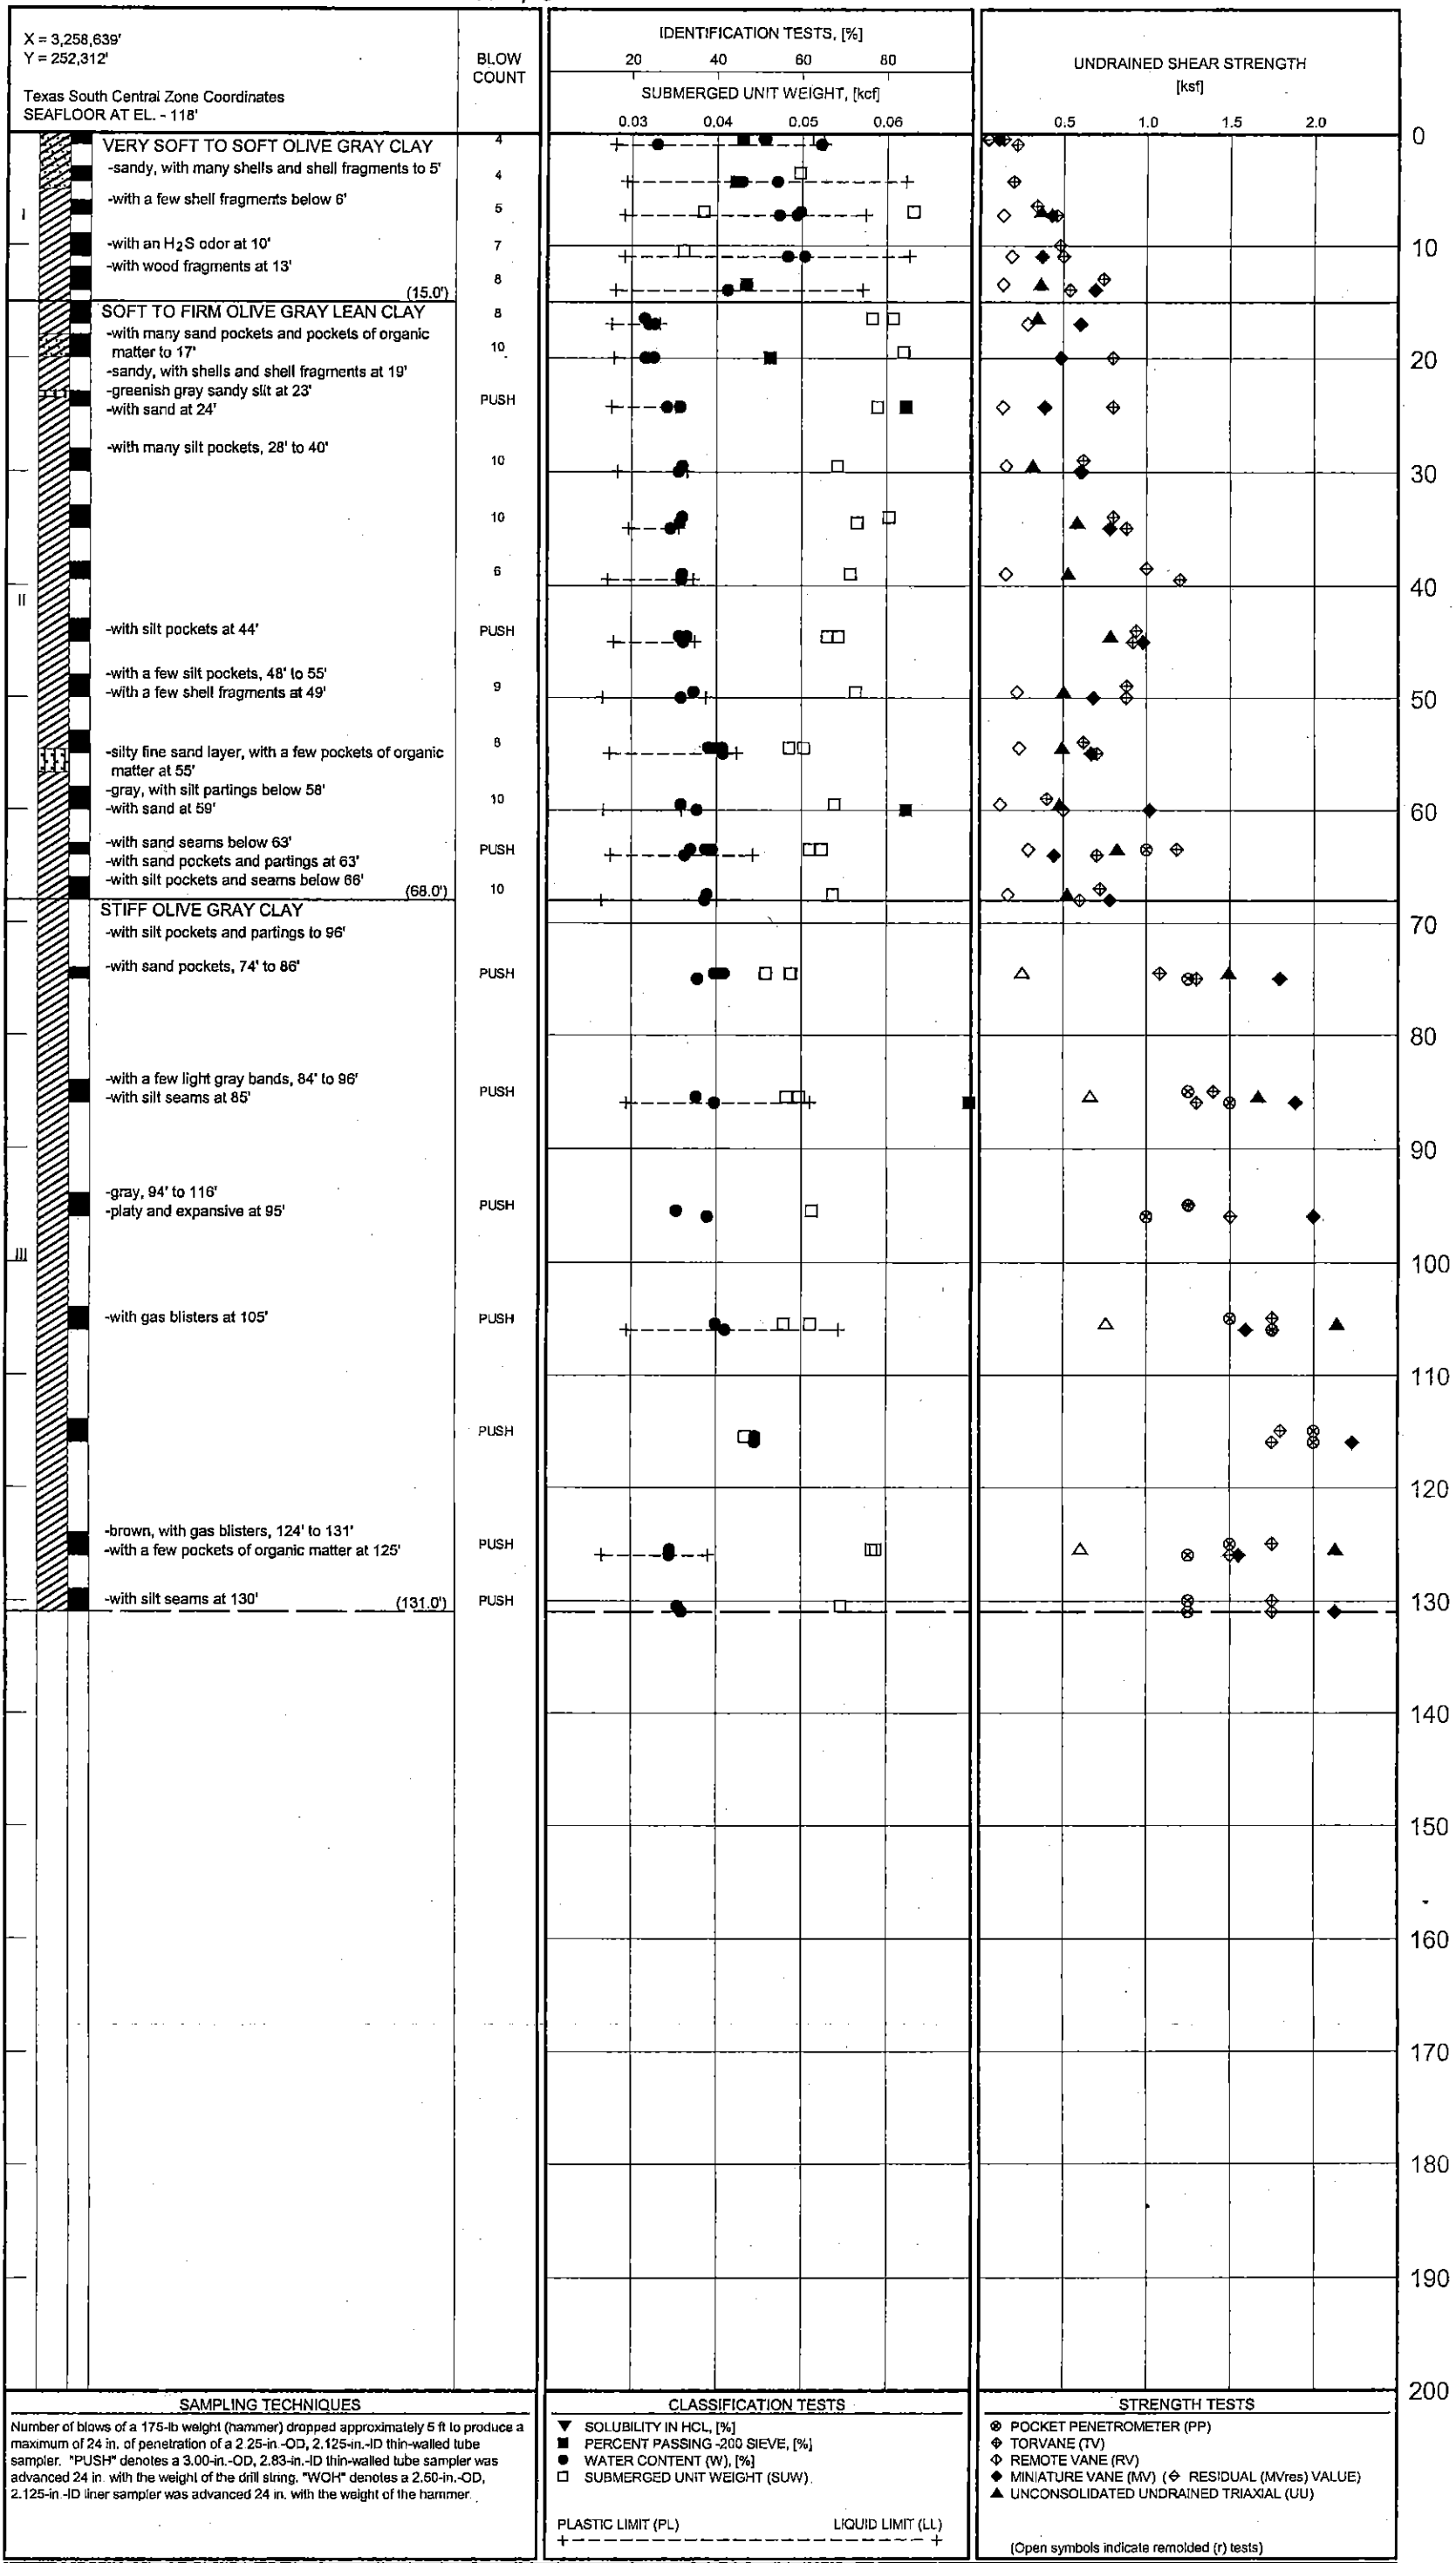 X = 3,258,639'
Y = 252,312'
Texas South Central Zone Coordinates
SEAFLOOR AT EL. - 118'
BLOW
COUNT
IDENTIFICATION TESTS, [%]
20 40 60 80
SUBMERGED UNIT WEIGHT, [kcf]
0.03 0.04 0.05 0.06
UNDRAINED SHEAR STRENGTH
[ksf]
0.5 1.0 1.5 2.0
VERY SOFT TO SOFT OLIVE GRAY CLAY
4
0
-sandy, with many shells and shell fragments to 5'
4
-with a few shell fragments below 6'
I
5
-with an H₂S odor at 10'
7
10
-with wood fragments at 13'
8
(15.0')
SOFT TO FIRM OLIVE GRAY LEAN CLAY
8
-with many sand pockets and pockets of organic
matter to 17'
10
20
-sandy, with shells and shell fragments at 19'
-greenish gray sandy slit at 23'
-with sand at 24'
PUSH
-with many silt pockets, 28' to 40'
10
30
10
6
40
II
-with silt pockets at 44'
PUSH
-with a few silt pockets, 48' to 55'
-with a few shell fragments at 49'
9
50
8
-silty fine sand layer, with a few pockets of organic
matter at 55'
-gray, with silt partings below 58'
-with sand at 59'
10
60
-with sand seams below 63'
PUSH
-with sand pockets and partings at 63'
-with silt pockets and seams below 66'
(68.0')
10
STIFF OLIVE GRAY CLAY
-with silt pockets and partings to 96'
70
-with sand pockets, 74' to 86'
PUSH
80
-with a few light gray bands, 84' to 96'
-with silt seams at 85'
PUSH
90
-gray, 94' to 116'
-platy and expansive at 95'
PUSH
III
100
-with gas blisters at 105'
PUSH
110
PUSH
120
-brown, with gas blisters, 124' to 131'
-with a few pockets of organic matter at 125'
PUSH
-with silt seams at 130'
(131.0')
PUSH
130
140
150
160
170
180
190
200
SAMPLING TECHNIQUES
Number of blows of a 175-lb weight (hammer) dropped approximately 5 ft to produce a
maximum of 24 in. of penetration of a 2.25-in.-OD, 2.125-in.-ID thin-walled tube
sampler. "PUSH" denotes a 3.00-in.-OD, 2.83-in.-ID thin-walled tube sampler was
advanced 24 in. with the weight of the drill string. "WOH" denotes a 2.50-in.-OD,
2.125-in.-ID liner sampler was advanced 24 in. with the weight of the hammer.
CLASSIFICATION TESTS
▼ SOLUBILITY IN HCL, [%]
■ PERCENT PASSING -200 SIEVE, [%]
● WATER CONTENT (W), [%]
□ SUBMERGED UNIT WEIGHT (SUW)
PLASTIC LIMIT (PL) LIQUID LIMIT (LL)
STRENGTH TESTS
POCKET PENETROMETER (PP)
TORVANE (TV)
REMOTE VANE (RV)
◆ MINIATURE VANE (MV) ( RESIDUAL (MVres) VALUE)
▲ UNCONSOLIDATED UNDRAINED TRIAXIAL (UU)
(Open symbols indicate remolded (r) tests)